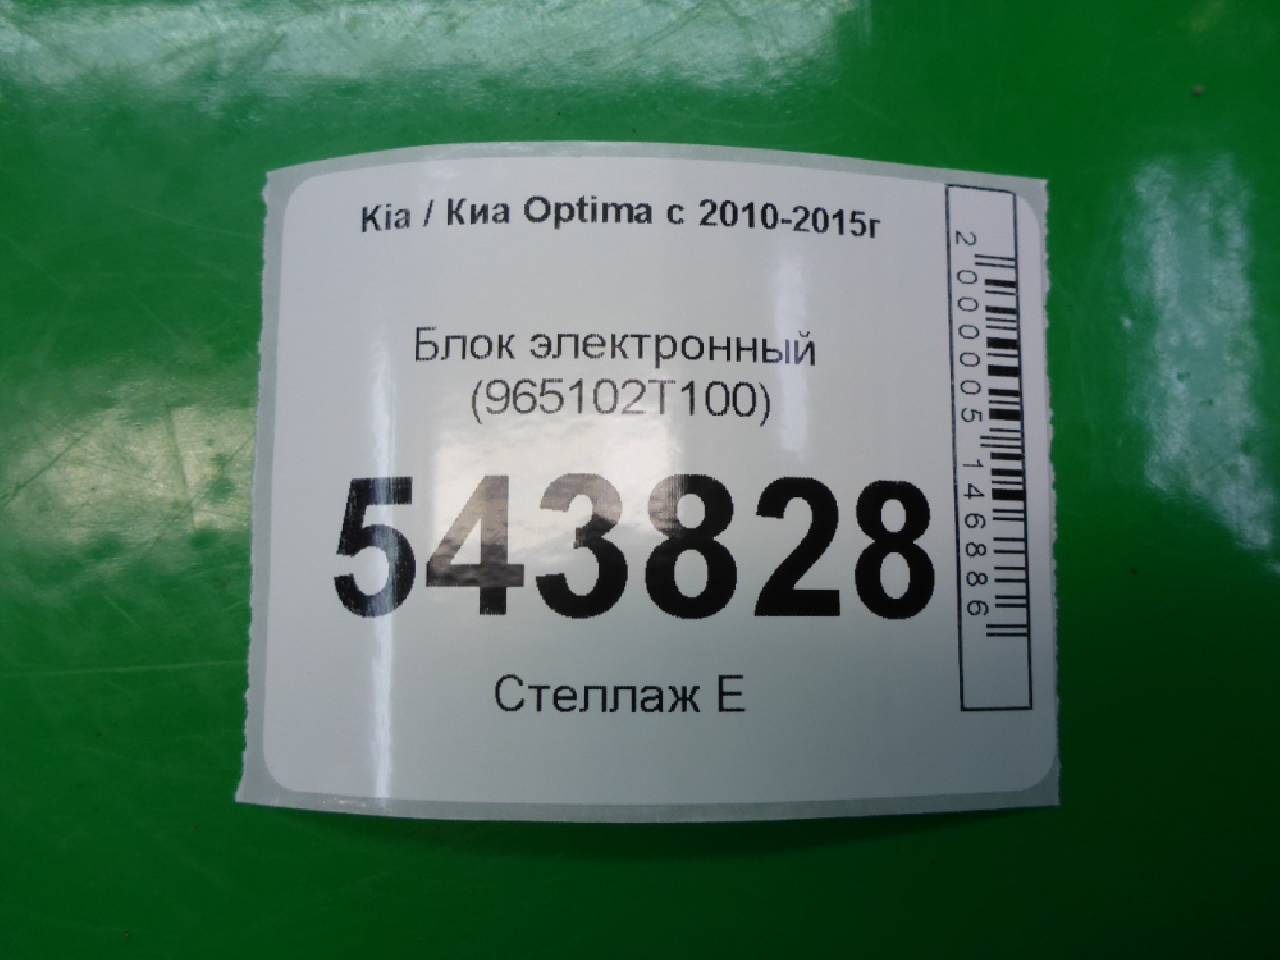 Kia / Киа Optima с 2010-2015г
Блок электронный
(965102T100)
543828
Стеллаж Е
2000005146886